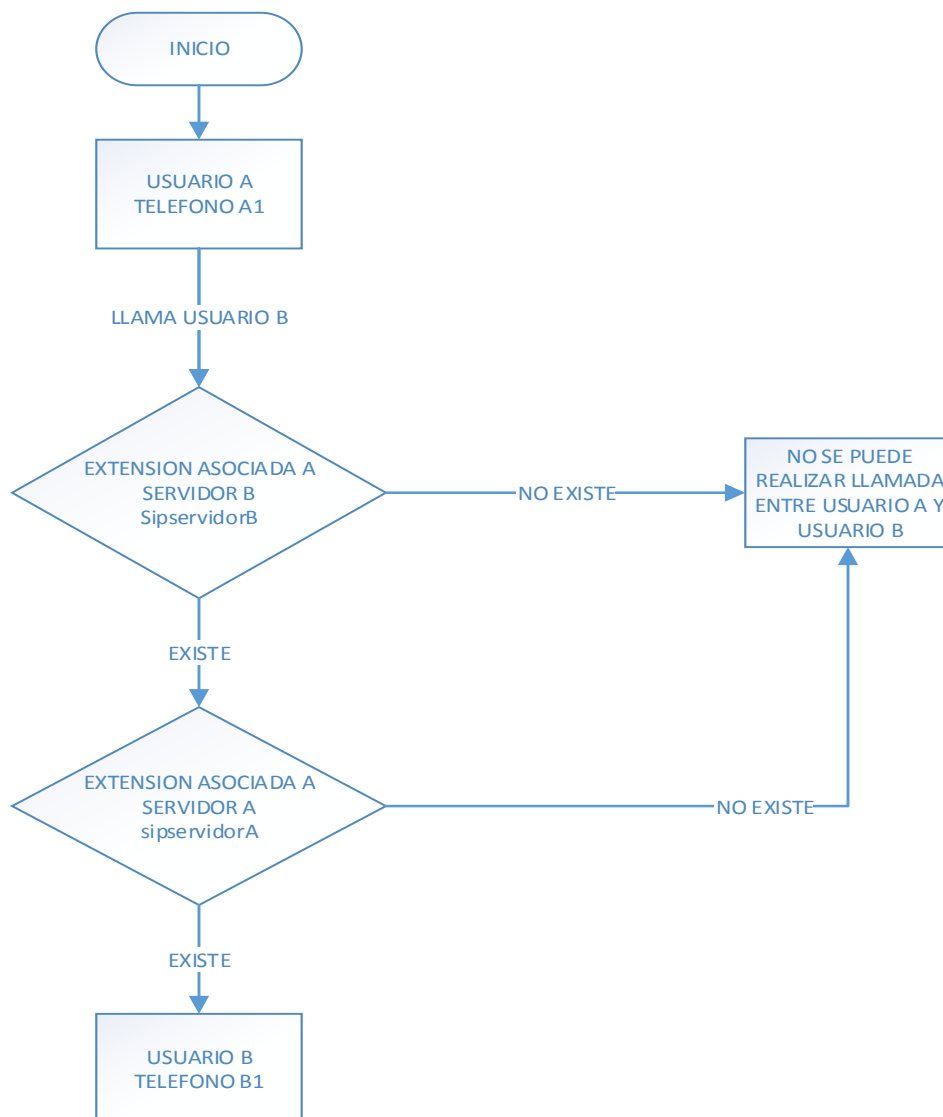 INICIO
USUARIO A
TELEFONO A1
LLAMA USUARIO B
EXTENSION ASOCIADA A
SERVIDOR B
SipservidorB
NO EXISTE
NO SE PUEDE
REALIZAR LLAMADA
ENTRE USUARIO A Y
USUARIO B
EXISTE
EXTENSION ASOCIADA A
SERVIDOR A
sipservidorA
NO EXISTE
EXISTE
USUARIO B
TELEFONO B1